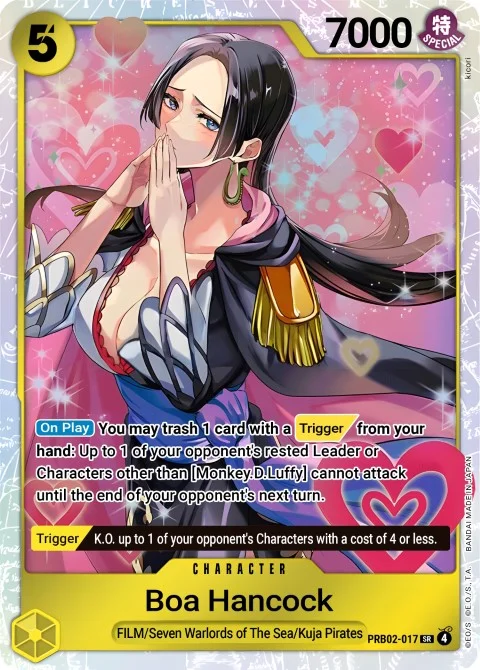 5
7000
特
SPECIAL
kicori
On Play You may trash 1 card with a Trigger from your
hand: Up to 1 of your opponent's rested Leader or
Characters other than [Monkey.D.Luffy] cannot attack
until the end of your opponent's next turn.
Trigger K.O. up to 1 of your opponent's Characters with a cost of 4 or less.
CHARACTER
Boa Hancock
FILM/Seven Warlords of The Sea/Kuja Pirates
PRB02-017 SR 4
©E.O/S ©E.O./S.,T.A BANDAI MADE IN JAPAN